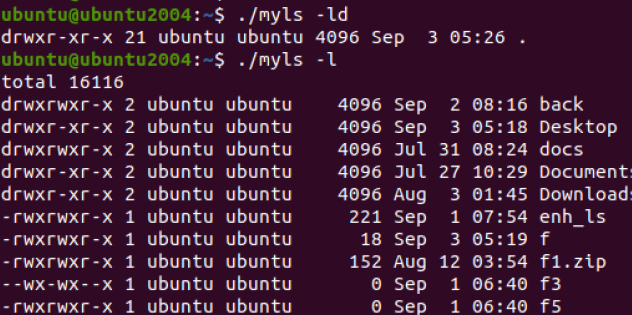 ubuntu@ubuntu2004:~$ ./myls -ld
drwxr-xr-x 21 ubuntu ubuntu 4096 Sep  3 05:26 .
ubuntu@ubuntu2004:~$ ./myls -l
total 16116
drwxrwxr-x 2 ubuntu ubuntu    4096 Sep  2 08:16 back
drwxr-xr-x 2 ubuntu ubuntu    4096 Sep  3 05:18 Desktop
drwxrwxr-x 2 ubuntu ubuntu    4096 Jul 31 08:24 docs
drwxr-xr-x 2 ubuntu ubuntu    4096 Jul 27 10:29 Documents
drwxr-xr-x 2 ubuntu ubuntu    4096 Aug  3 01:45 Downloads
-rwxrwxr-x 1 ubuntu ubuntu     221 Sep  1 07:54 enh_ls
-rwxrwxr-x 1 ubuntu ubuntu      18 Sep  3 05:19 f
-rwxrwxr-x 1 ubuntu ubuntu     152 Aug 12 03:54 f1.zip
--wx-wx--x 1 ubuntu ubuntu       0 Sep  1 06:40 f3
-rwxrwxr-x 1 ubuntu ubuntu       0 Sep  1 06:40 f5